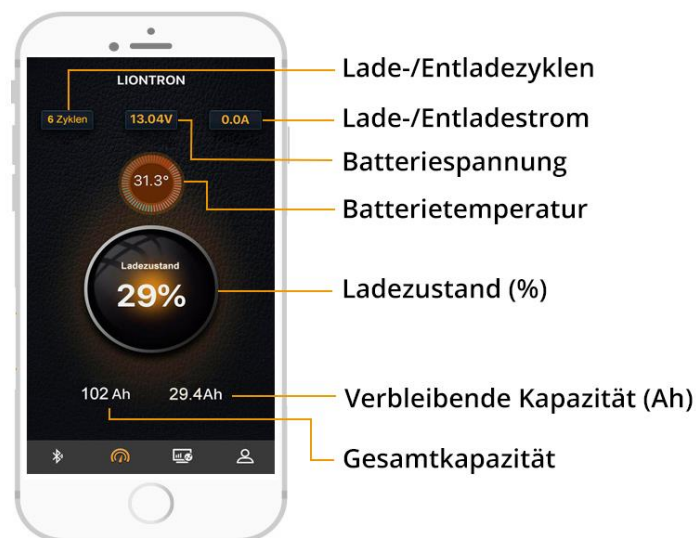 LIONTRON
6 Zyklen
13.04V
0.0A
31.3°
Ladezustand
29%
102 Ah
29.4Ah
Lade-/Entladezyklen
Lade-/Entladestrom
Batteriespannung
Batterietemperatur
Ladezustand (%)
Verbleibende Kapazität (Ah)
Gesamtkapazität